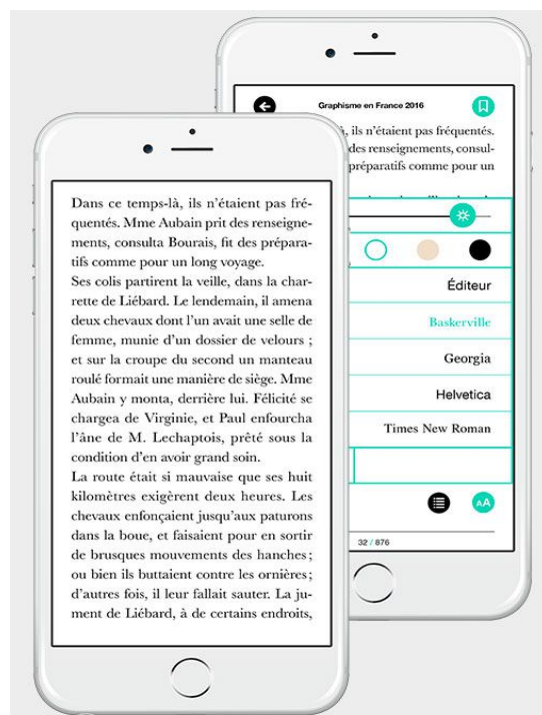 Dans ce temps-là, ils n'étaient pas fré-
quentés. Mme Aubain prit des renseigne-
ments, consulta Bourais, fit des prépara-
tifs comme pour un long voyage.
Ses colis partirent la veille, dans la char-
rette de Liébard. Le lendemain, il amena
deux chevaux dont l'un avait une selle de
femme, munie d'un dossier de velours ;
et sur la croupe du second un manteau
roulé formait une manière de siège. Mme
Aubain y monta, derrière lui. Félicité se
chargea de Virginie, et Paul enfourcha
l'âne de M. Lechaptois, prêté sous la
condition d'en avoir grand soin.
La route était si mauvaise que ses huit
kilomètres exigèrent deux heures. Les
chevaux enfonçaient jusqu'aux paturons
dans la boue, et faisaient pour en sortir
de brusques mouvements des hanches ;
ou bien ils buttaient contre les ornières ;
d'autres fois, il leur fallait sauter. La ju-
ment de Liébard, à de certains endroits,
Graphisme en France 2016
, ils n'étaient pas fréquentés.
des renseignements, consul-
préparatifs comme pour un
Éditeur
Baskerville
Georgia
Helvetica
Times New Roman
AA
32 / 876